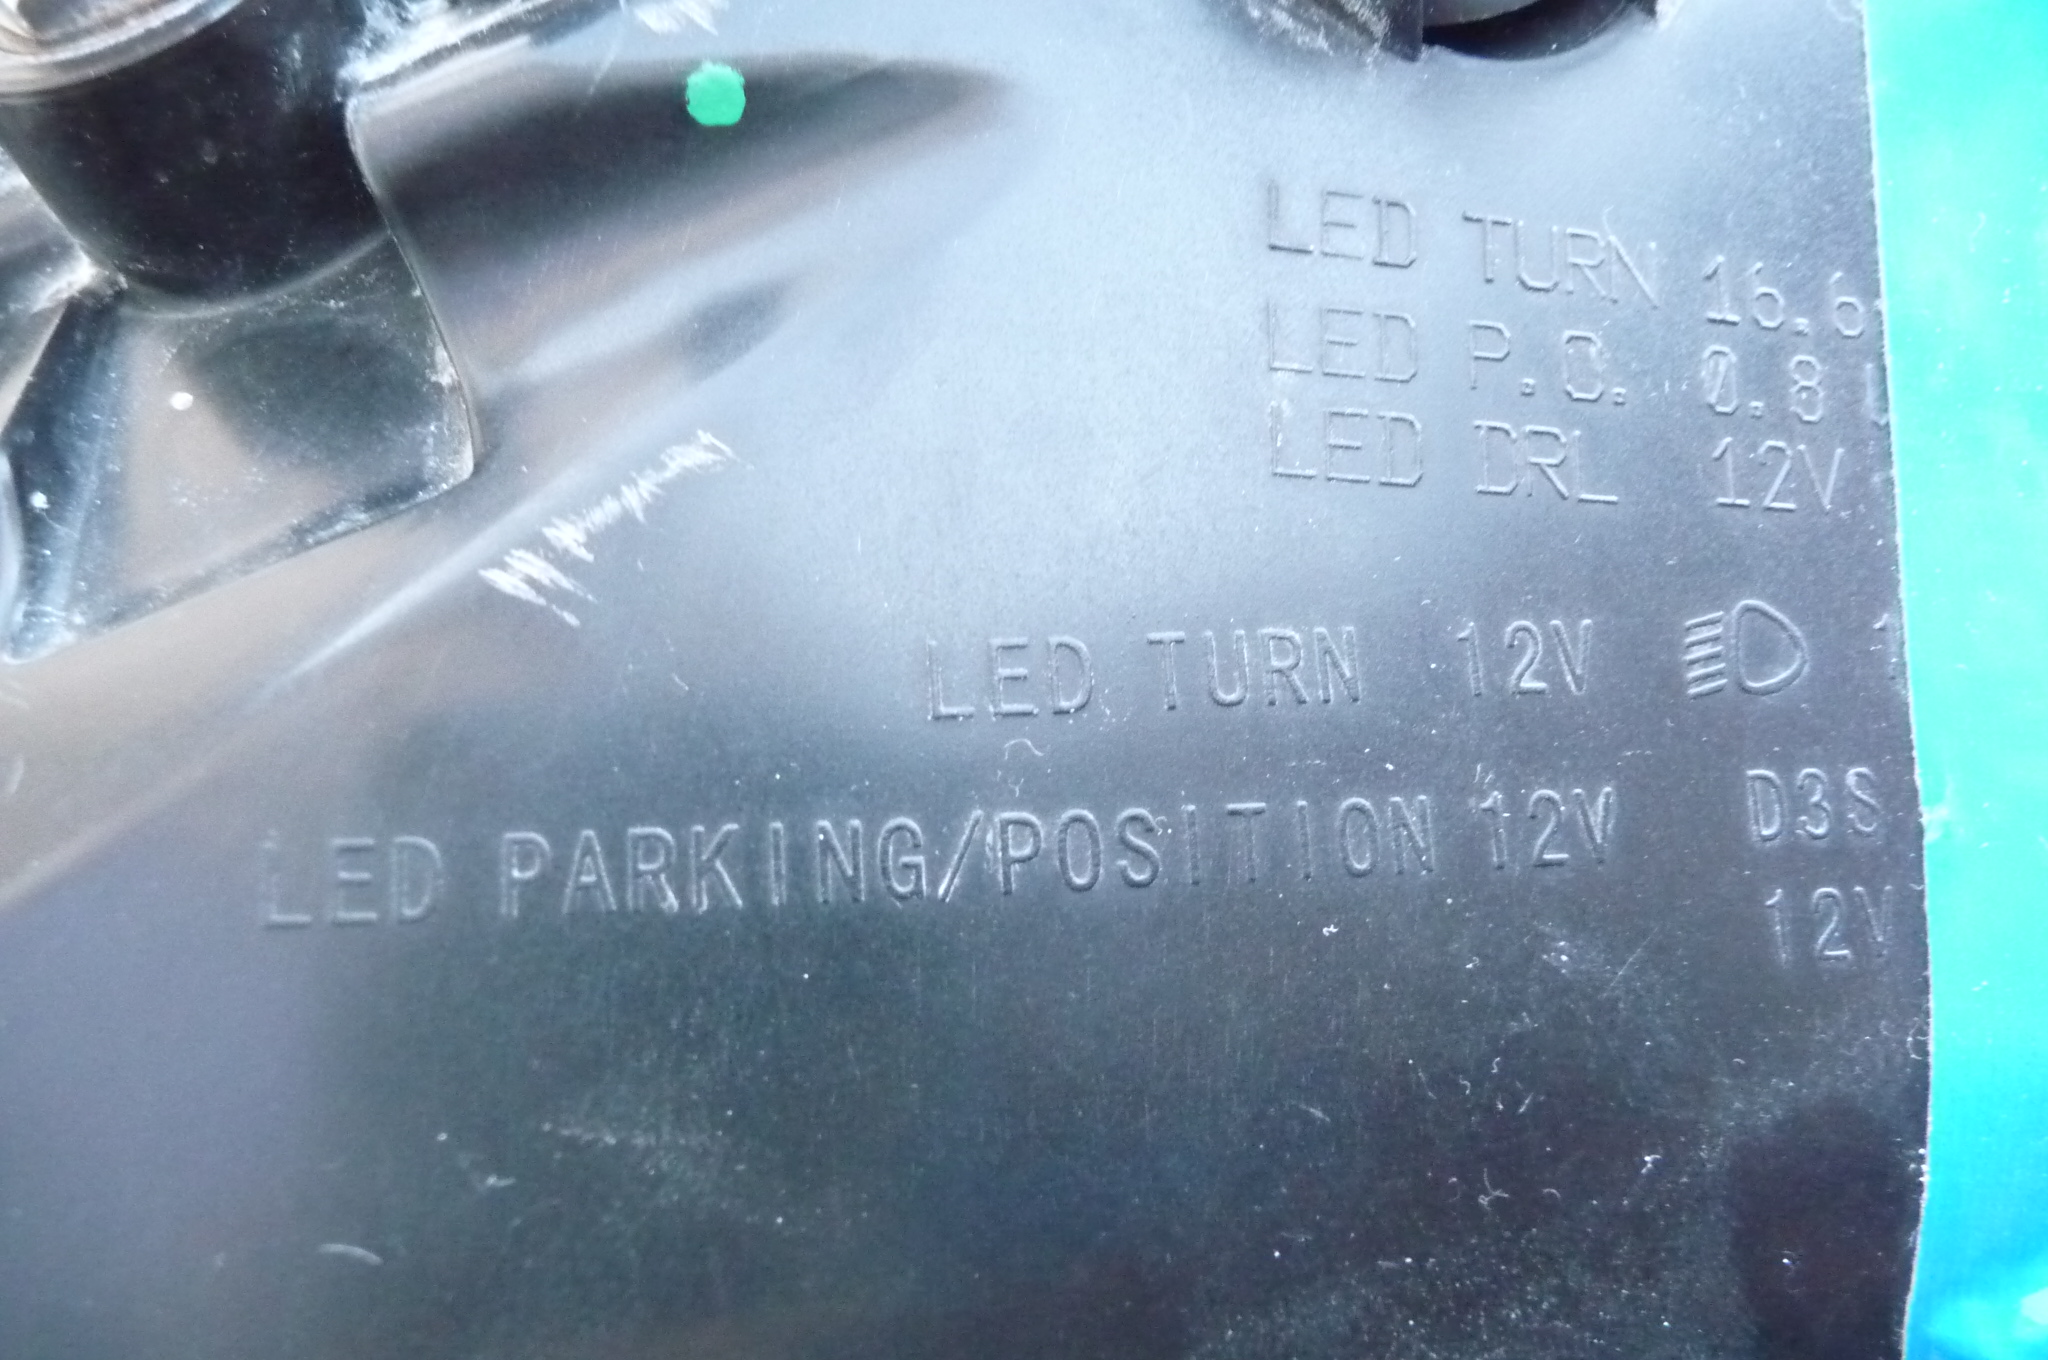 LED TURN 16.6
LED P.C. 0.8
LED DRL 12V
LED TURN 12V
LED PARKING/POSITION 12V D3S
12V